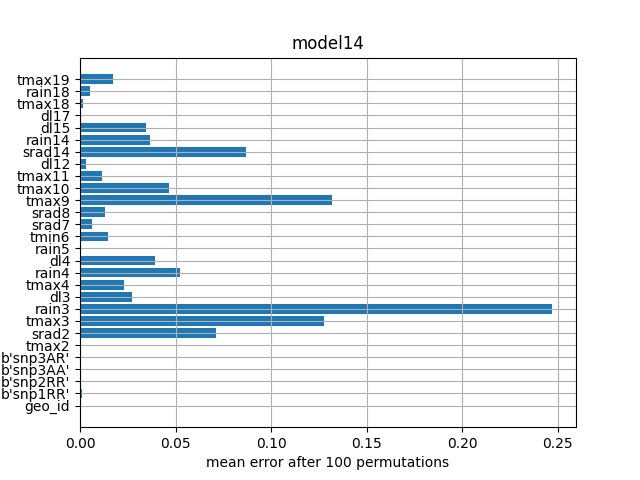 model14
tmax19
rain18
tmax18
dl17
dl15
rain14
srad14
dl12
tmax11
tmax10
tmax9
srad8
srad7
tmin6
rain5
dl4
rain4
tmax4
dl3
rain3
tmax3
srad2
tmax2
b'snp3AR'
b'snp3AA'
b'snp2RR'
b'snp1RR'
geo_id
0.00 0.05 0.10 0.15 0.20 0.25
mean error after 100 permutations